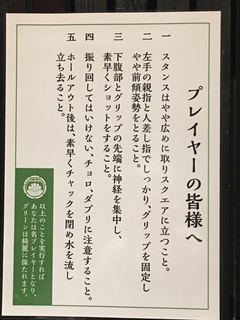 プレイヤーの皆様へ
一 スタンスはやや広めに取りスクエアに立つこと。
二 左手の親指と人差し指でしっかり、グリップを固定し
やや前傾姿勢をとること。
三 下腹部とグリップの先端に神経を集中し、
素早くショットをすること。
四 振り回してはいけない、チョロ、ダブリに注意すること。
五 ホールアウト後は、素早くチャックを閉め水を流し
立ち去ること。
以上のことを実行すれば
あなたは名プレイヤーとなり、
グリーンは綺麗に保たれます。